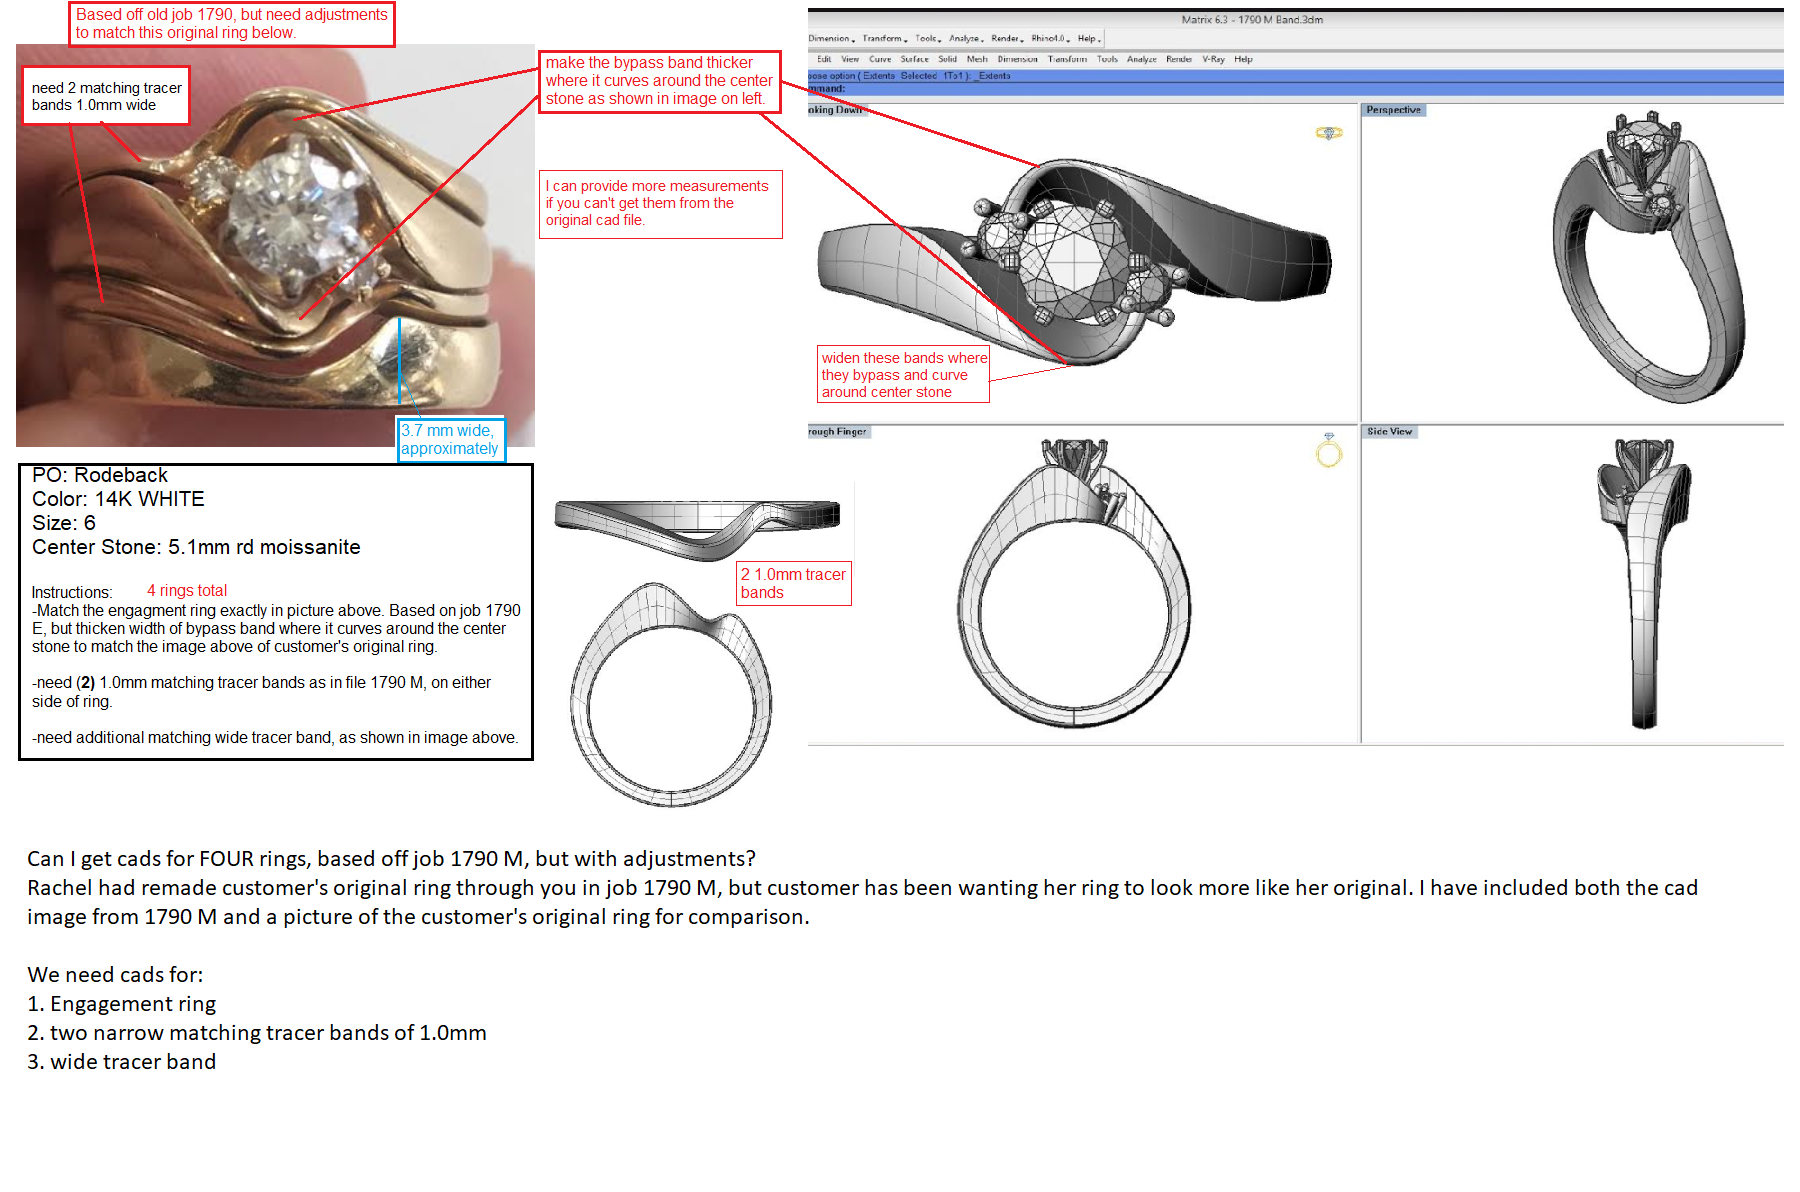 Based off old job 1790, but need adjustments
to match this original ring below.
need 2 matching tracer
bands 1.0mm wide
make the bypass band thicker
where it curves around the center
stone as shown in image on left.
I can provide more measurements
if you can't get them from the
original cad file.
3.7 mm wide,
approximately
Matrix 6.3 - 1790 M Band.3dm
Dimension Transform Tools Analyze Render Rhino4.0 Help
Edit View Curve Surface Solid Mesh Dimension Transform Tools Analyze Render V-Ray Help
oose option ( Extents Selected 1To1 ): _Extents
mmand:
oking Down
Perspective
widen these bands where
they bypass and curve
around center stone
rough Finger
Side View
PO: Rodeback
Color: 14K WHITE
Size: 6
Center Stone: 5.1mm rd moissanite
Instructions: 4 rings total
-Match the engagment ring exactly in picture above. Based on job 1790
E, but thicken width of bypass band where it curves around the center
stone to match the image above of customer's original ring.
-need (2) 1.0mm matching tracer bands as in file 1790 M, on either
side of ring.
-need additional matching wide tracer band, as shown in image above.
2 1.0mm tracer
bands
Can I get cads for FOUR rings, based off job 1790 M, but with adjustments?
Rachel had remade customer's original ring through you in job 1790 M, but customer has been wanting her ring to look more like her original. I have included both the cad
image from 1790 M and a picture of the customer's original ring for comparison.
We need cads for:
1. Engagement ring
2. two narrow matching tracer bands of 1.0mm
3. wide tracer band